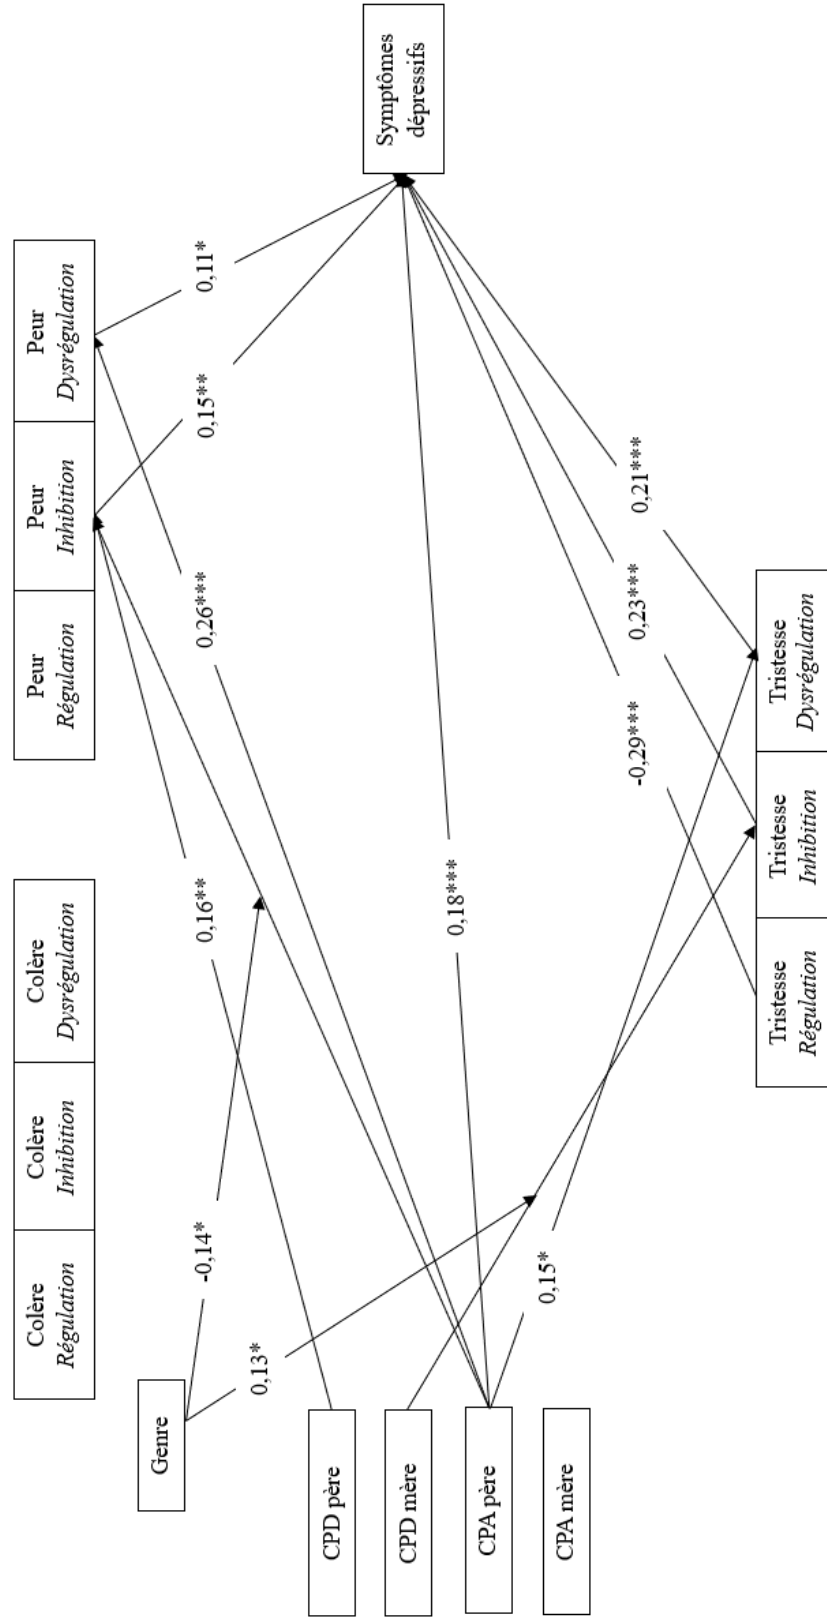 Colère
Régulation
Colère
Inhibition
Colère
Dysrégulation
Peur
Régulation
Peur
Inhibition
Peur
Dysrégulation
Genre
-0,14*
0,16**
0,26***
0,15**
0,11*
0,13*
CPD père
CPD mère
CPA père
CPA mère
0,18***
Symptômes
dépressifs
0,15*
-0,29***
0,23***
0,21***
Tristesse
Régulation
Tristesse
Inhibition
Tristesse
Dysrégulation